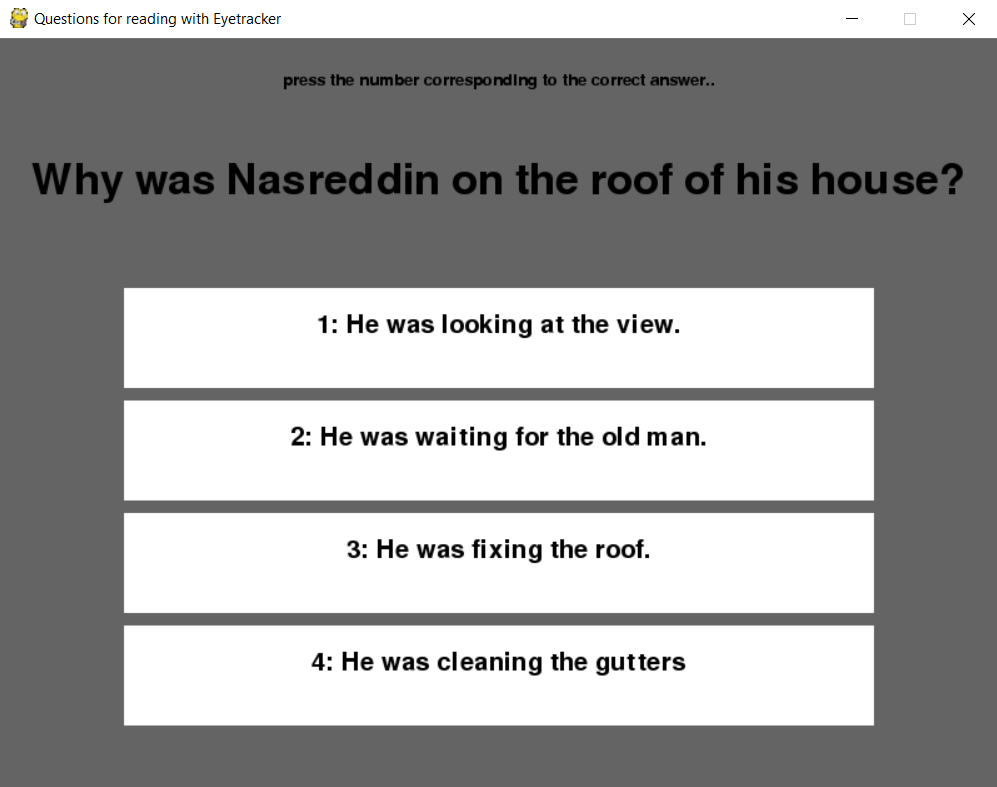 Questions for reading with Eyetracker
press the number corresponding to the correct answer..
Why was Nasreddin on the roof of his house?
1: He was looking at the view.
2: He was waiting for the old man.
3: He was fixing the roof.
4: He was cleaning the gutters